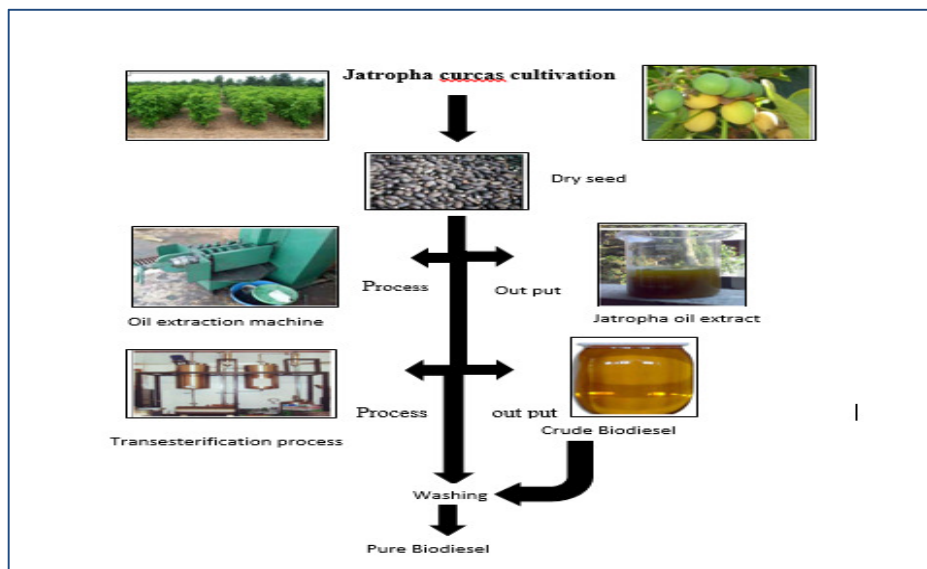 Jatropha curcas cultivation
Dry seed
Process
Out put
Oil extraction machine
Jatropha oil extract
Process
out put
Transesterification process
Crude Biodiesel
Washing
Pure Biodiesel